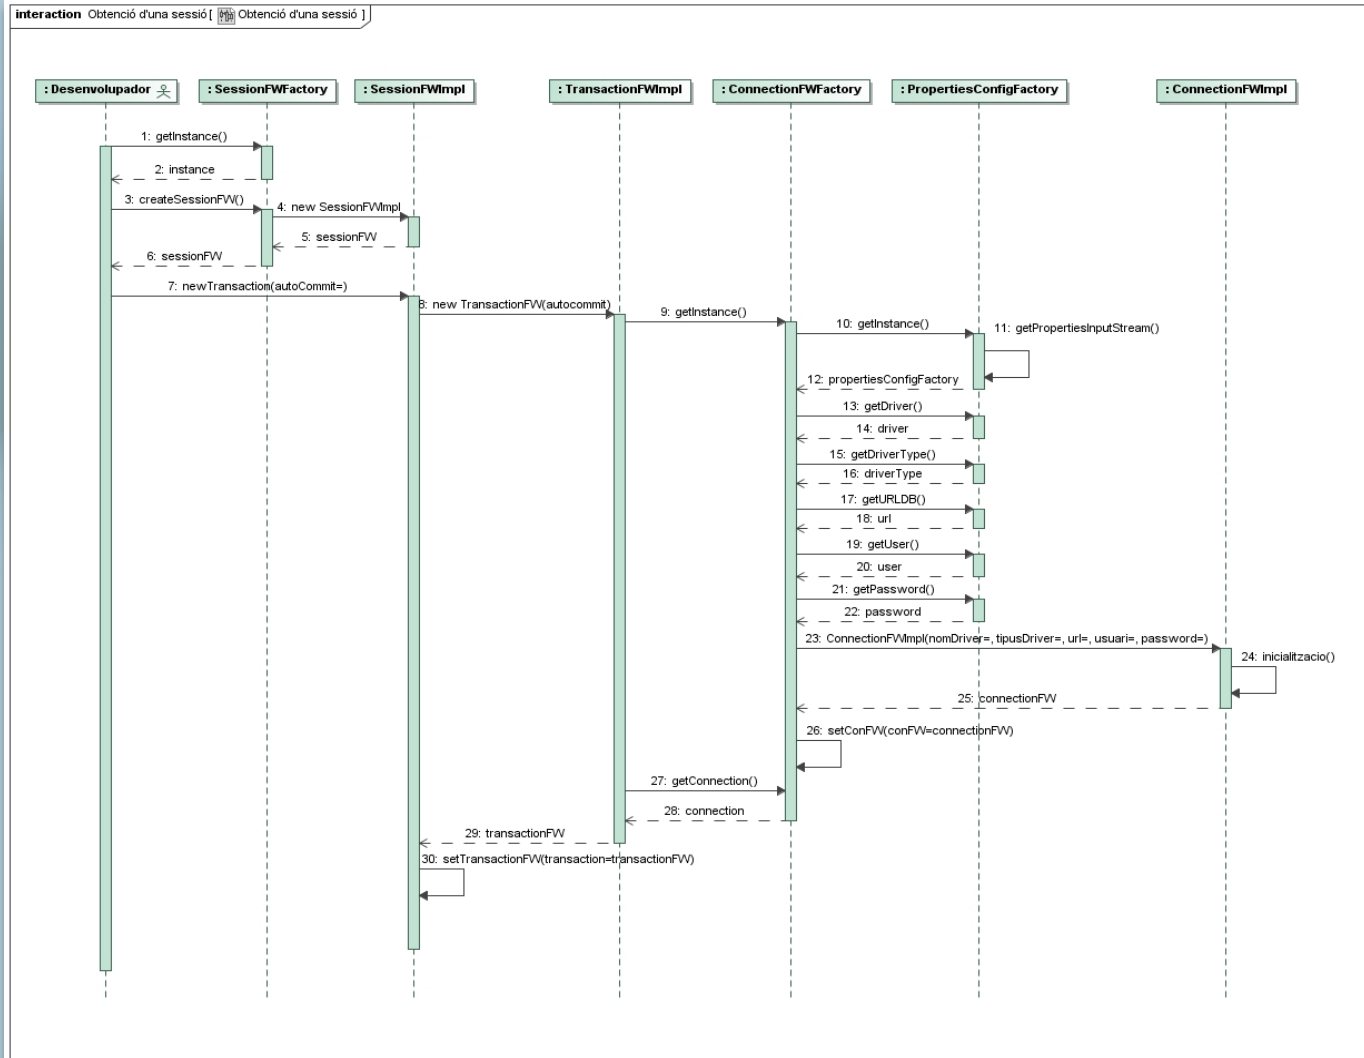 interaction Obtenció d'una sessió [ Obtenció d'una sessió ]
: Desenvolupador
: SessionFWFactory
: SessionFWImpl
: TransactionFWImpl
: ConnectionFWFactory
: PropertiesConfigFactory
: ConnectionFWImpl
1: getInstance()
2: instance
3: createSessionFW()
4: new SessionFWImpl
5: sessionFW
6: sessionFW
7: newTransaction(autoCommit=)
8: new TransactionFW(autocommit)
9: getInstance()
10: getInstance()
11: getPropertiesInputStream()
12: propertiesConfigFactory
13: getDriver()
14: driver
15: getDriverType()
16: driverType
17: getURLDB()
18: url
19: getUser()
20: user
21: getPassword()
22: password
23: ConnectionFWImpl(nomDriver=, tipusDriver=, url=, usuari=, password=)
24: inicialitzacio()
25: connectionFW
26: setConFW(conFW=connectionFW)
27: getConnection()
28: connection
29: transactionFW
30: setTransactionFW(transaction=transactionFW)